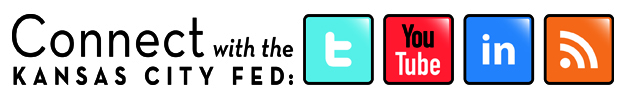 Connect with the
KANSAS CITY FED:
t
You
Tube
in